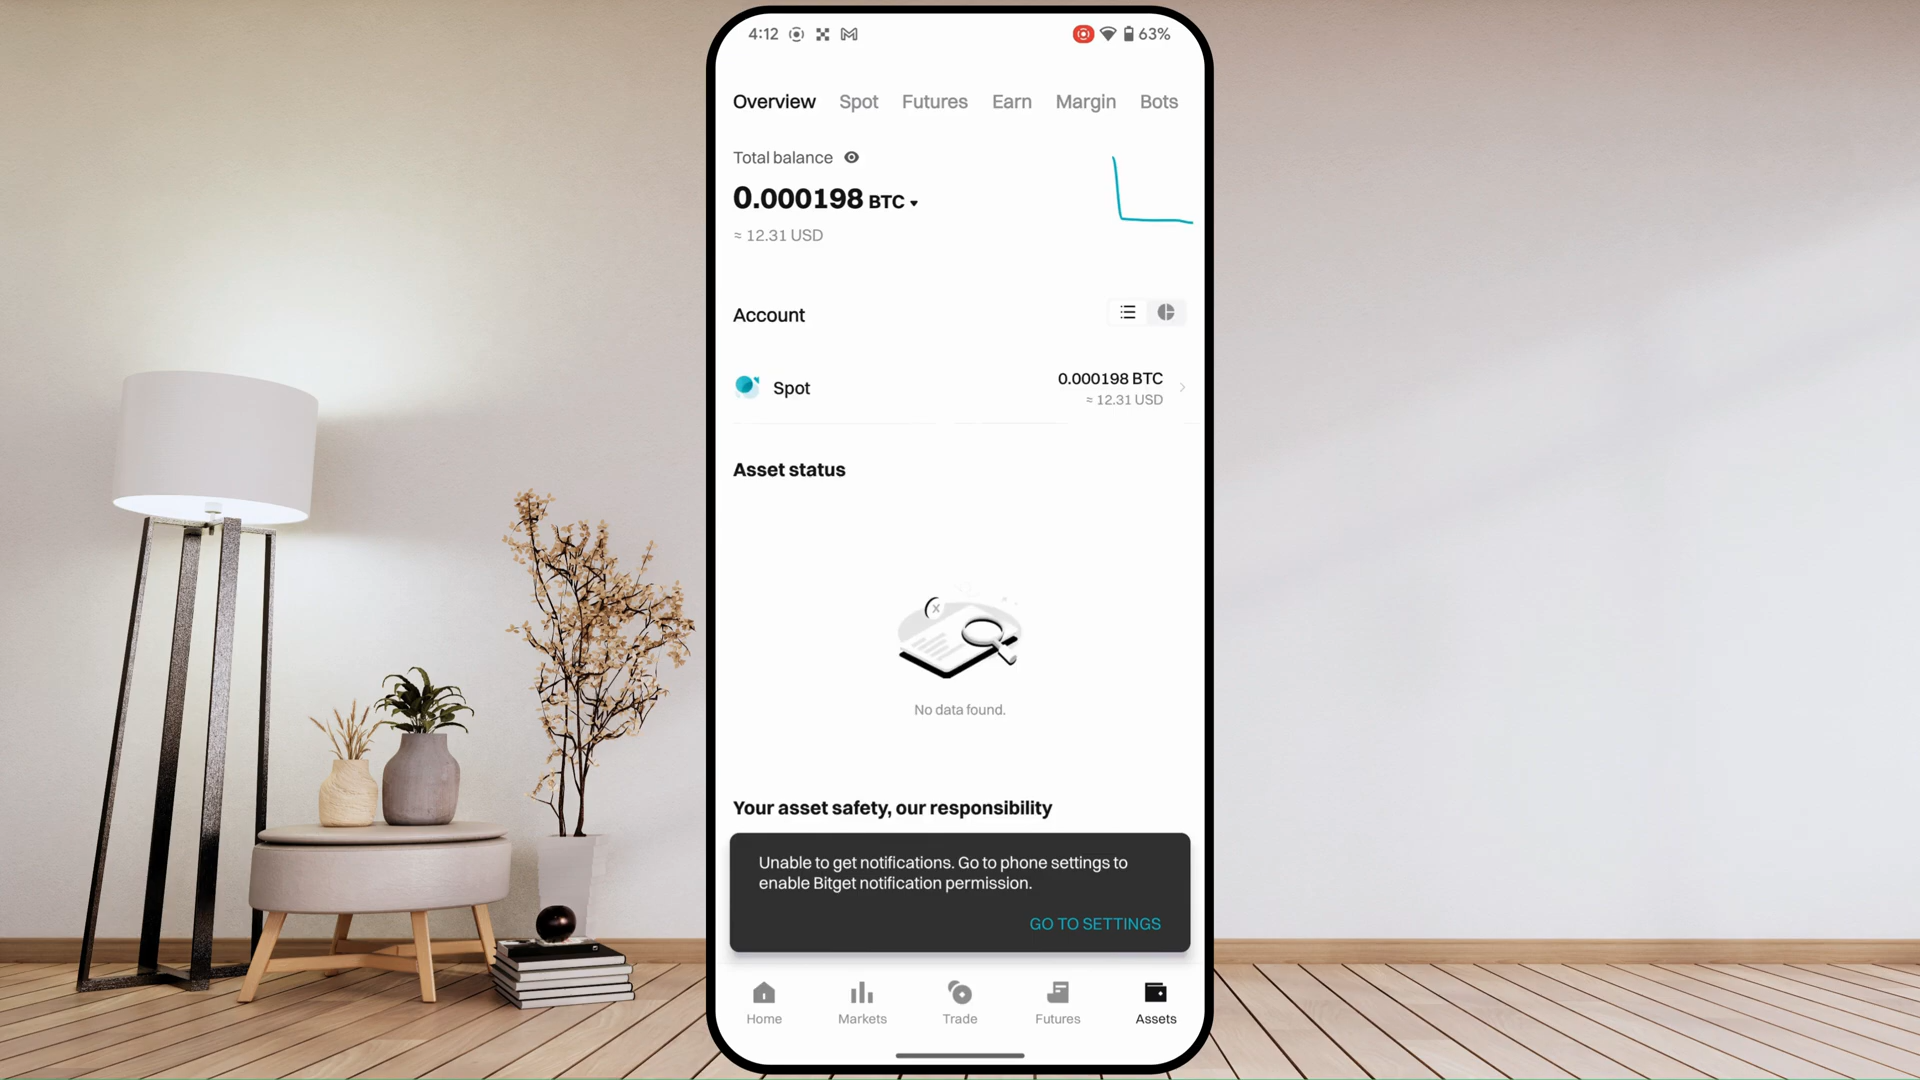 4:12
63%
Overview Spot Futures Earn Margin Bots
Total balance
0.000198 BTC
≈ 12.31 USD
Account
Spot
0.000198 BTC
≈ 12.31 USD
Asset status
No data found.
Your asset safety, our responsibility
Unable to get notifications. Go to phone settings to
enable Bitget notification permission.
GO TO SETTINGS
Home Markets Trade Futures Assets